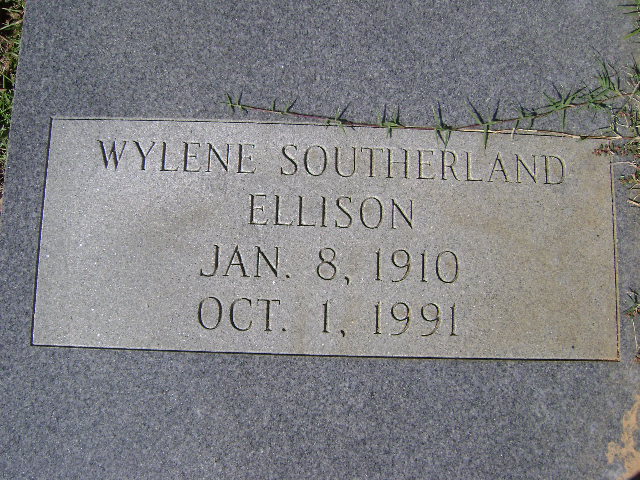 WYLENE SOUTHERLAND
ELLISON
JAN. 8, 1910
OCT. 1, 1991